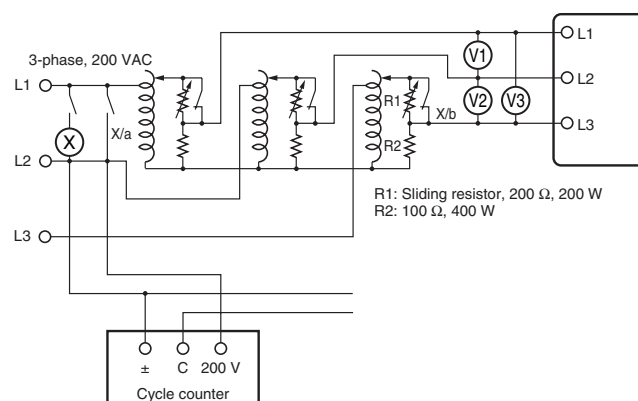 3-phase, 200 VAC
L1
L2
L3
X
X/a
R1
R2
X/b
V1
V2
V3
L1
L2
L3
R1: Sliding resistor, 200 Ω, 200 W
R2: 100 Ω, 400 W
± C 200 V
Cycle counter